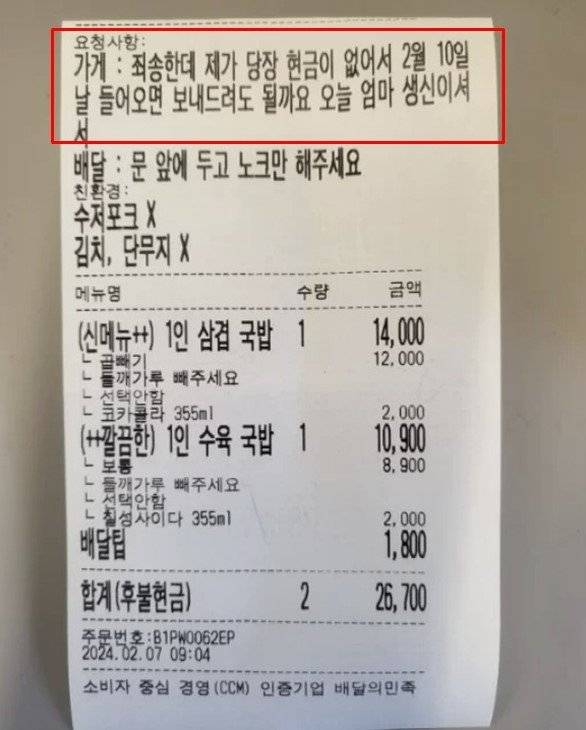 요청사항:
가게 : 죄송한데 제가 당장 현금이 없어서 2월 10일
날 들어오면 보내드려도 될까요 오늘 엄마 생신이셔
서
배달 : 문 앞에 두고 노크만 해주세요
친환경:
수저포크 X
김치, 단무지 X
메뉴명 수량 금액
(신메뉴++) 1인 삼겹 국밥 1 14,000
└ 곱빼기 12,000
└ 들깨가루 빼주세요
└ 선택안함
└ 코카콜라 355ml 2,000
(++깔끔한) 1인 수육 국밥 1 10,900
└ 보통 8,900
└ 들깨가루 빼주세요
└ 선택안함
└ 칠성사이다 355ml 2,000
배달팁 1,800
합계(후불현금) 2 26,700
주문번호:B1PW0062EP
2024.02.07 09:04
소비자 중심 경영(CCM) 인증기업 배달의민족